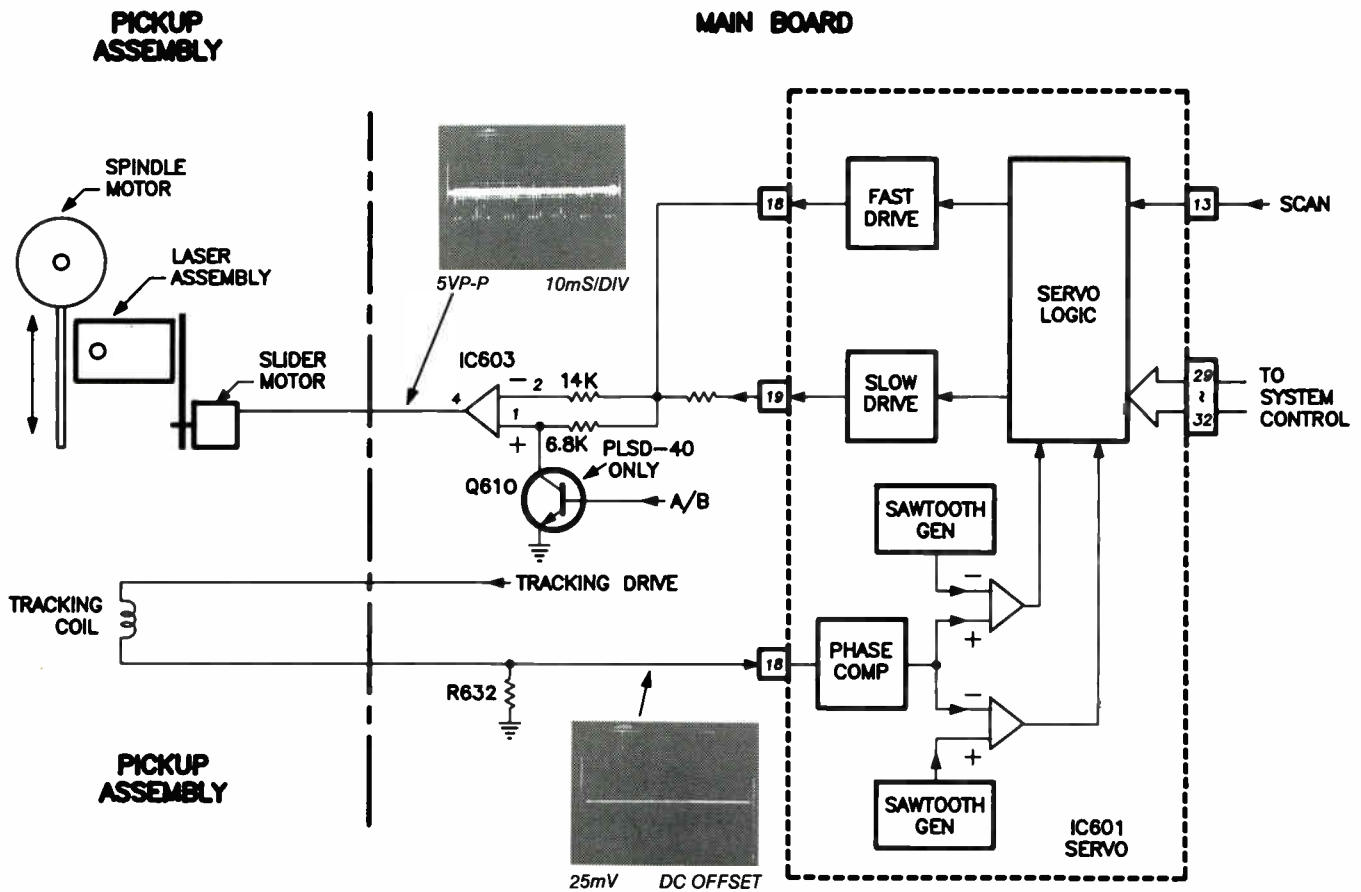 PICKUP
ASSEMBLY
MAIN BOARD
SPINDLE
MOTOR
LASER
ASSEMBLY
SLIDER
MOTOR
5VP-P
10mS/DIV
IC603
4
−
2
14K
1
+
6.8K
PLSD-40
ONLY
Q610
A/B
18
FAST
DRIVE
19
SLOW
DRIVE
SERVO
LOGIC
13
SCAN
29
~
32
TO
SYSTEM
CONTROL
SAWTOOTH
GEN
−
+
TRACKING DRIVE
TRACKING
COIL
18
PHASE
COMP
R632
−
+
SAWTOOTH
GEN
PICKUP
ASSEMBLY
IC601
SERVO
25mV
DC OFFSET